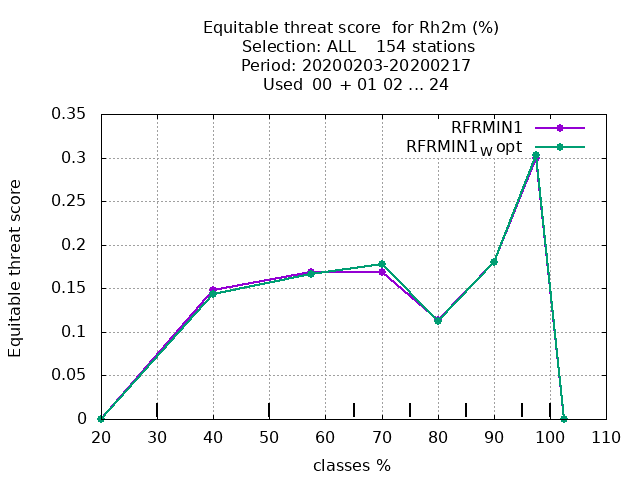 Equitable threat score  for Rh2m (%)
Selection: ALL    154 stations
Period: 20200203-20200217
Used  00 + 01 02 ... 24
RFRMIN1
RFRMIN1W opt
0.35
0.3
0.25
0.2
0.15
0.1
0.05
0
Equitable threat score
20 30 40 50 60 70 80 90 100 110
classes %